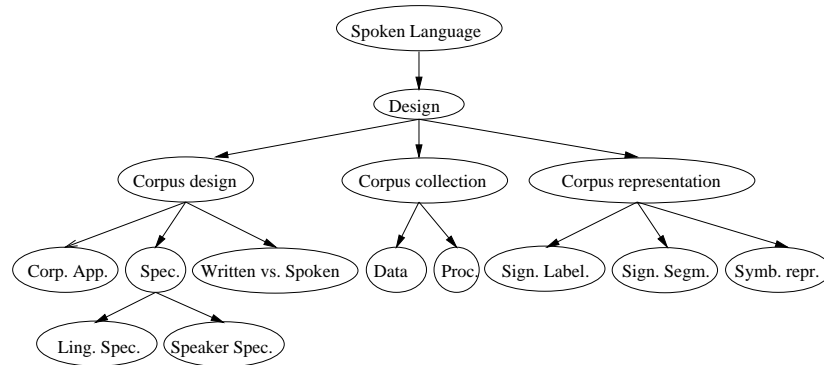 Spoken Language
Design
Corpus design
Corpus collection
Corpus representation
Corp. App.
Spec.
Written vs. Spoken
Data
Proc.
Sign. Label.
Sign. Segm.
Symb. repr.
Ling. Spec.
Speaker Spec.